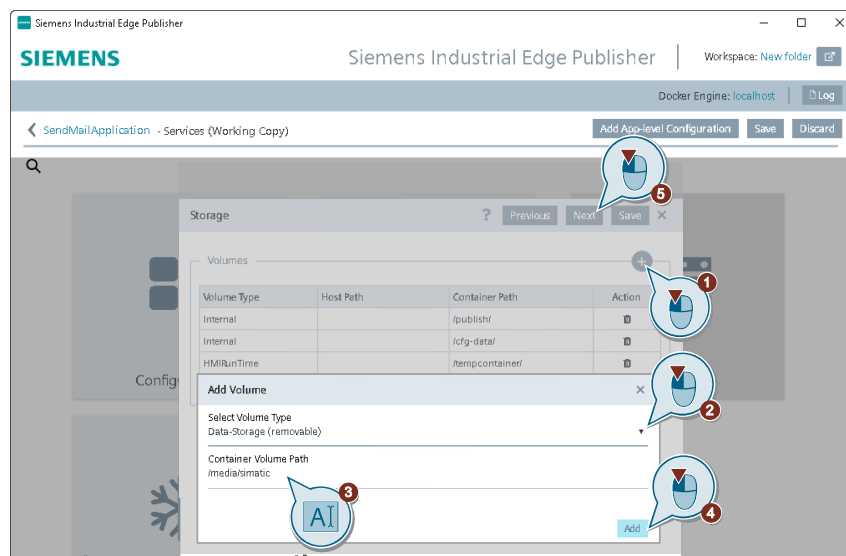 Siemens Industrial Edge Publisher
SIEMENS
Siemens Industrial Edge Publisher
Workspace: New folder
Docker Engine: localhost
Log
SendMailApplication - Services (Working Copy)
Add App-level Configuration Save Discard
5
Storage ? Previous Next Save
Volumes
1
Volume Type Host Path Container Path Action
Internal /publish/
Internal /cfg-data/
HMIRunTime /tempcontainer/
Config
Add Volume
Select Volume Type
Data-Storage (removable)
2
Container Volume Path
/media/simatic
3
AI
4
Add